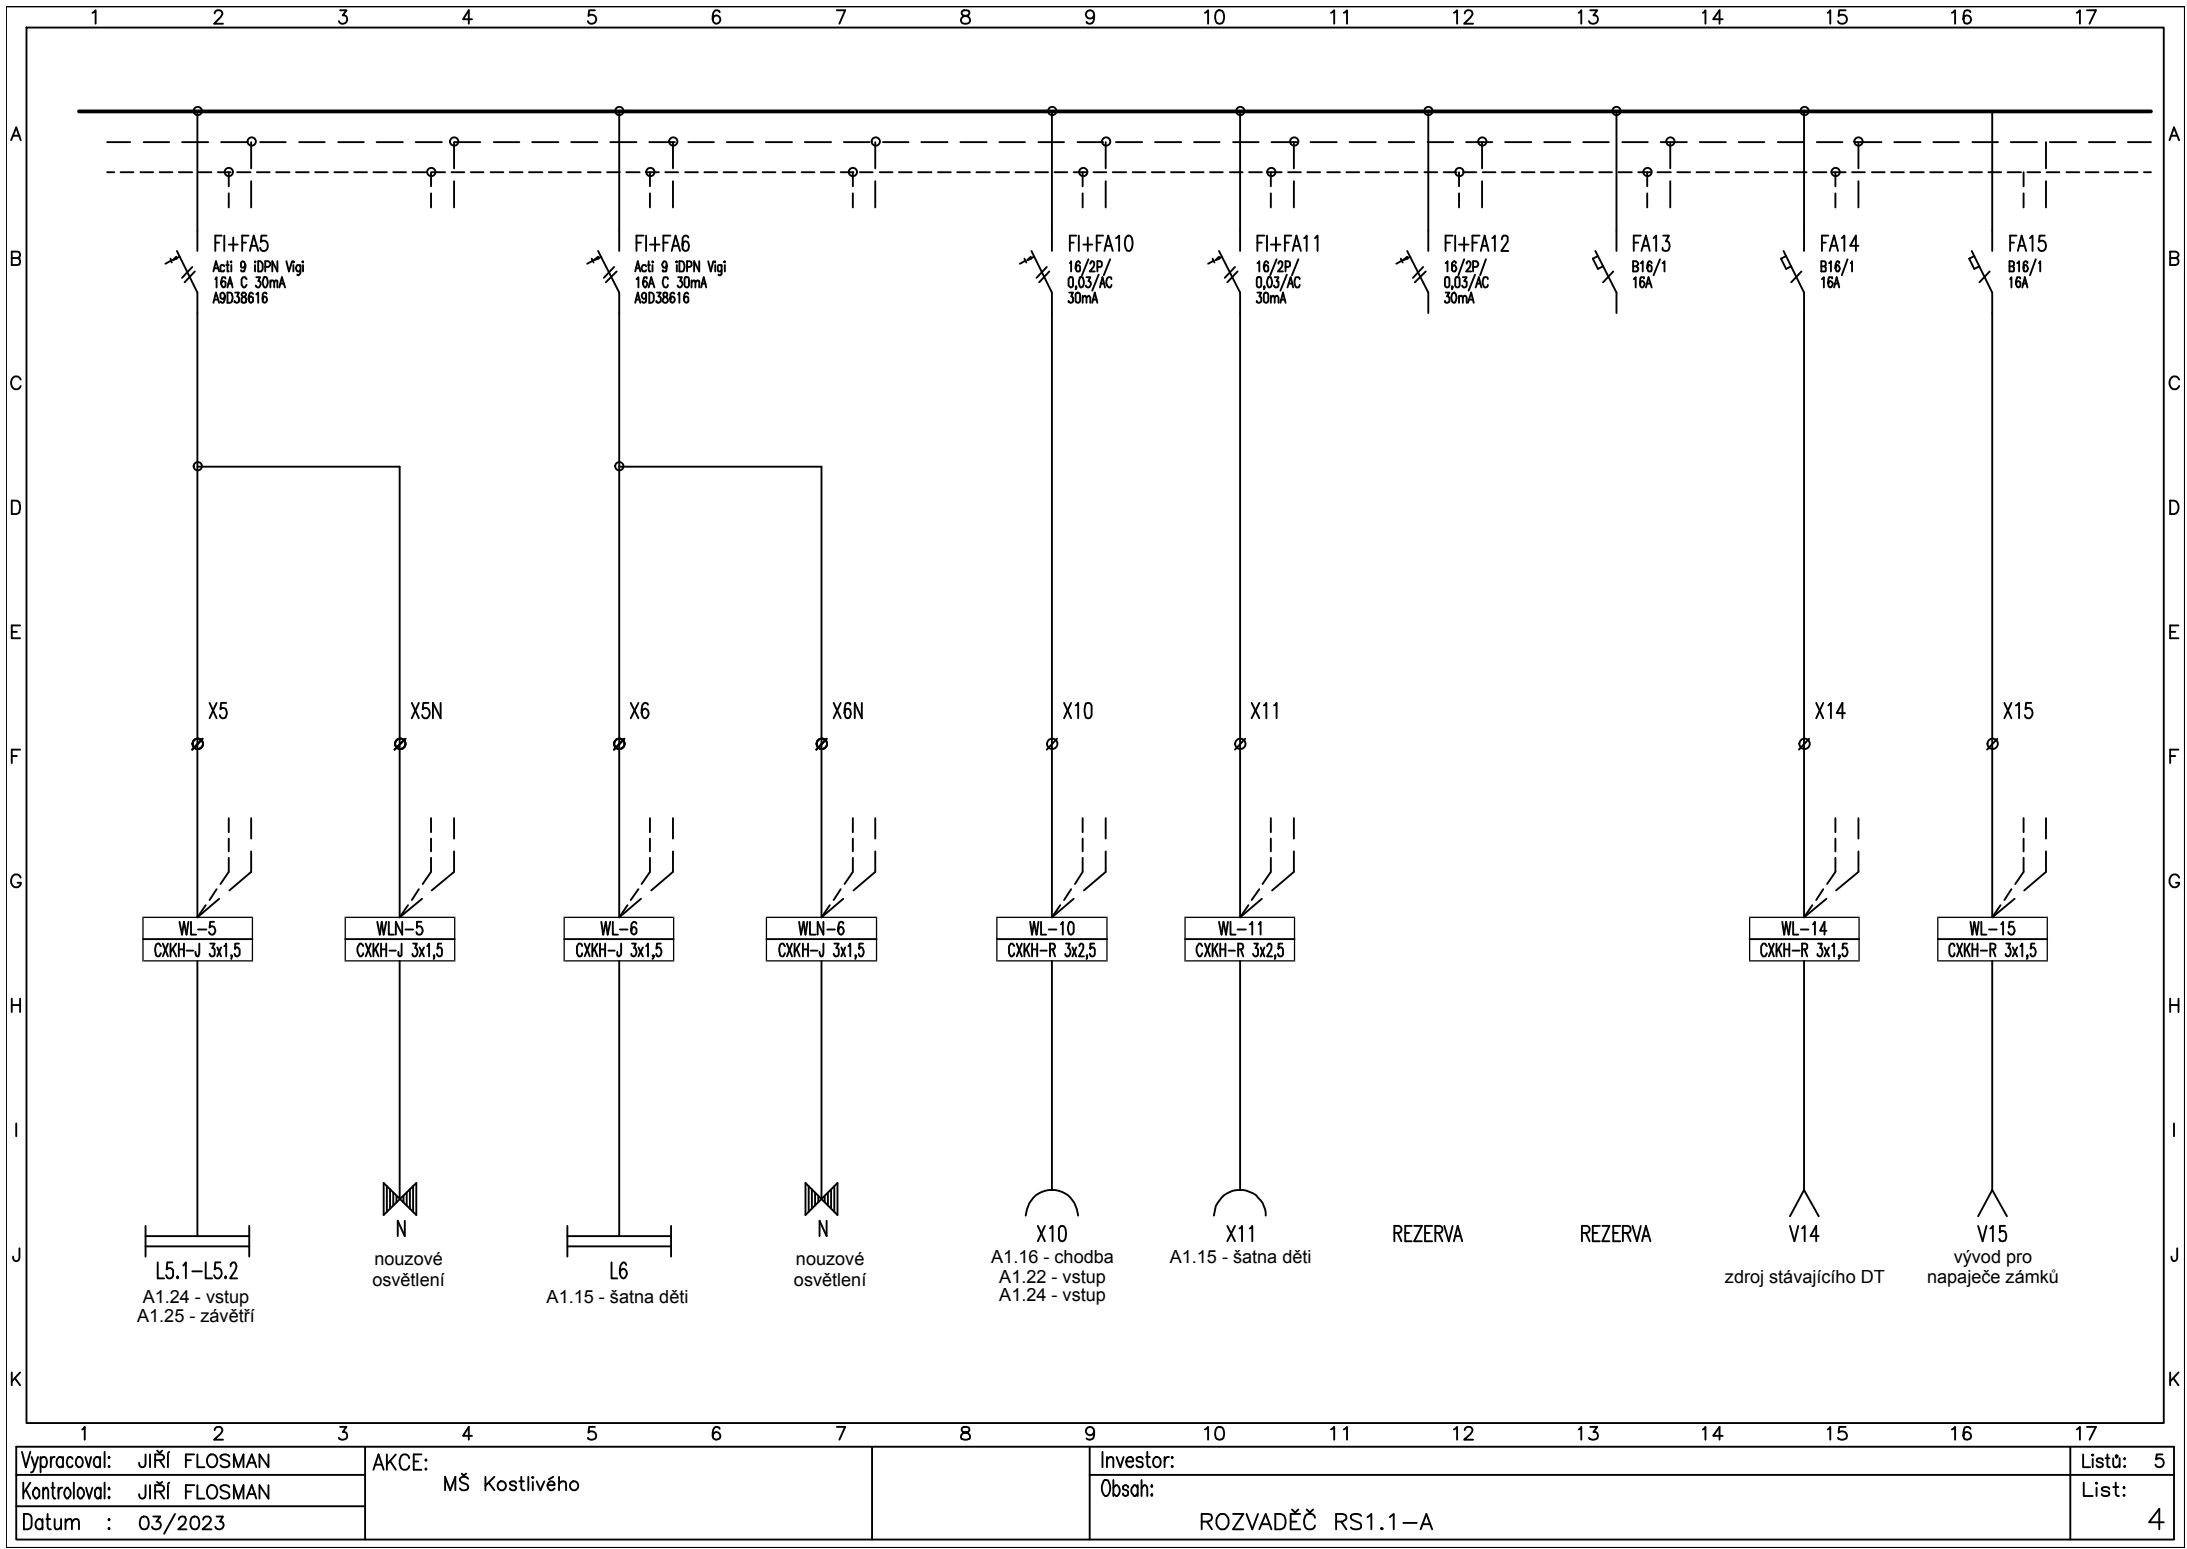 1 2 3 4 5 6 7 8 9 10 11 12 13 14 15 16 17
A A
B B
C C
D D
E E
F F
G G
H H
I I
J J
K K
FI+FA5
Acti 9 iDPN Vigi
16A C 30mA
A9D38616
FI+FA6
Acti 9 iDPN Vigi
16A C 30mA
A9D38616
FI+FA10
16/2P/
0,03/AC
30mA
FI+FA11
16/2P/
0,03/AC
30mA
FI+FA12
16/2P/
0,03/AC
30mA
FA13
B16/1
16A
FA14
B16/1
16A
FA15
B16/1
16A
X5 X5N X6 X6N X10 X11 X14 X15
WL-5
CXKH-J 3x1,5
WLN-5
CXKH-J 3x1,5
WL-6
CXKH-J 3x1,5
WLN-6
CXKH-J 3x1,5
WL-10
CXKH-R 3x2,5
WL-11
CXKH-R 3x2,5
WL-14
CXKH-R 3x1,5
WL-15
CXKH-R 3x1,5
L5.1-L5.2
A1.24 - vstup
A1.25 - závětří
N
nouzové
osvětlení
L6
A1.15 - šatna děti
N
nouzové
osvětlení
X10
A1.16 - chodba
A1.22 - vstup
A1.24 - vstup
X11
A1.15 - šatna děti
REZERVA
REZERVA
V14
zdroj stávajícího DT
V15
vývod pro
napaječe zámků
1 2 3 4 5 6 7 8 9 10 11 12 13 14 15 16 17
Vypracoval: JIŘÍ FLOSMAN
Kontroloval: JIŘÍ FLOSMAN
Datum : 03/2023
AKCE:
MŠ Kostlivého
Investor:
Obsah:
ROZVADĚČ RS1.1-A
Listů: 5
List:
4